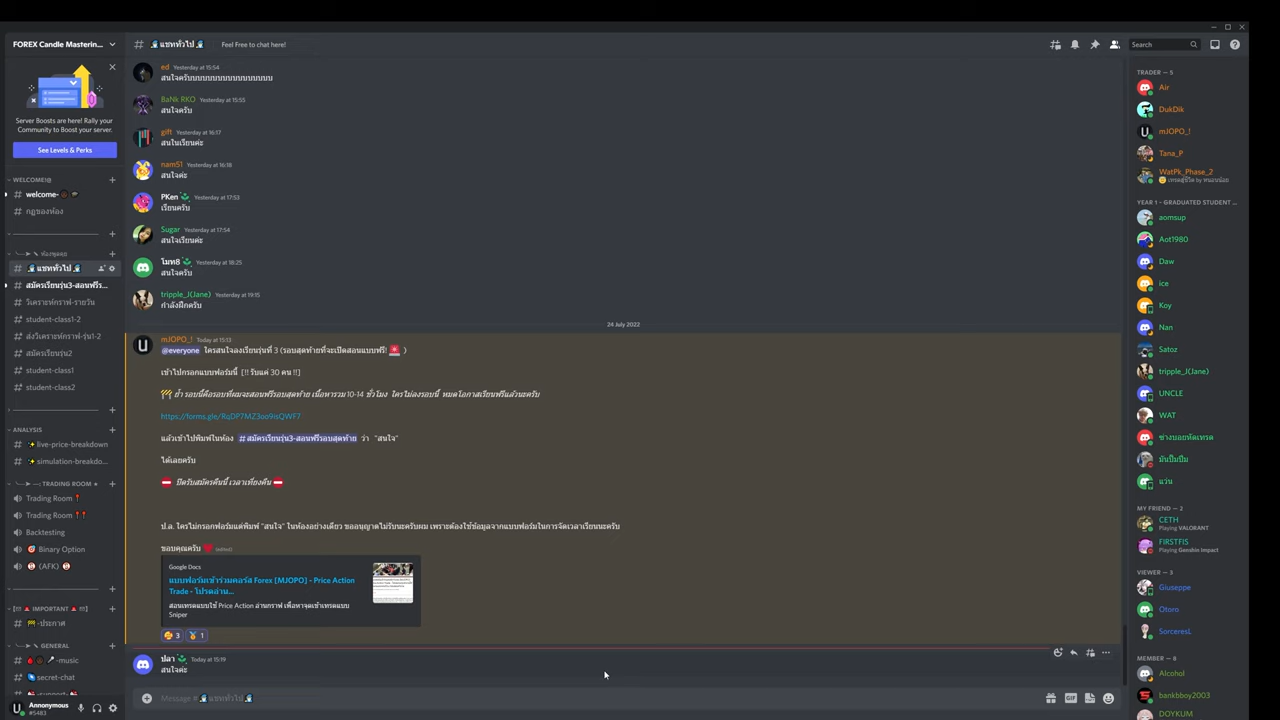 FOREX Candle Masterin...
Server Boosts are here! Rally your Community to Boost your server.
See Levels & Perks
WELCOME!@
welcome-
กฎของห้อง
แชททั่วไป
สมัครเรียนรุ่น3-สอนฟรีร...
วิเคราะห์กราฟ-รายวัน
student-class1-2
ส่งวิเคราะห์กราฟ-รุ่น1-2
สมัครเรียนรุ่น2
student-class1
student-class2
ANALYSIS
live-price-breakdown
simulation-breakdo...
TRADING ROOM
Trading Room
Trading Room
Backtesting
Binary Option
(AFK)
IMPORTANT
-ประกาศ
GENERAL
-music
secret-chat
-support-
Annnonymous
#5483
# แชททั่วไป Feel Free to chat here!
Search
ed Yesterday at 15:54
สนใจครับบบบบบบบบบบบบบบบ
BaNk RKO Yesterday at 15:55
สนใจครับ
gift Yesterday at 16:17
สนในเรียนค่ะ
namS1 Yesterday at 16:18
สนใจค่ะ
PKen Yesterday at 17:53
เรียนครับ
Sugar Yesterday at 17:54
สนใจเรียนค่ะ
โมท8 Yesterday at 18:25
สนใจครับ
tripple_J(Jane) Yesterday at 19:15
กำลังฝึกครับ
24 July 2022
mJOPO_! Today at 15:13
@everyone ใครสนใจลงเรียนรุ่นที่ 3 (รอบสุดท้ายที่จะเปิดสอนแบบฟรี! )
เข้าไปกรอกแบบฟอร์มนี้ [!! รับแค่ 30 คน !!]
ย้ำ รอบนี้คือรอบที่ผมจะสอนฟรีรอบสุดท้าย เนื้อหารวม 10-14 ชั่วโมง ใครไม่ลงรอบนี้ หมดโอกาสเรียนฟรีแล้วนะครับ
https://forms.gle/RqDP7MZ3oo9isQWF7
แล้วเข้าไปพิมพ์ในห้อง # สมัครเรียนรุ่น3-สอนฟรีรอบสุดท้าย ว่า "สนใจ"
ได้เลยครับ
ปิดรับสมัครคืนนี้ เวลาเที่ยงคืน
ป.ล. ใครไม่กรอกฟอร์มแต่พิมพ์ "สนใจ" ในห้องอย่างเดียว ขออนุญาตไม่รับนะครับผม เพราะต้องใช้ข้อมูลจากแบบฟอร์มในการจัดเวลาเรียนนะครับ
ขอบคุณครับ (edited)
Google Docs
แบบฟอร์มเข้าร่วมคอร์ส Forex [MJOPO] - Price Action
Trade - โปรดอ่าน...
สอนเทรดแบบใช้ Price Action อ่านกราฟ เพื่อหาจุดเข้าเทรดแบบ
Sniper
3 1
ปลา Today at 15:19
สนใจค่ะ
Message # แชททั่วไป
GIF
TRADER — 5
Air
DukDik
mJOPO_!
Tana_P
WatPk_Phase_2
เทรดสู้ชีวิต by หนอนน้อย
YEAR 1 - GRADUATED STUDENT ...
aomsup
Aot1980
Daw
ice
Koy
Nan
Satoz
tripple_J(Jane)
UNCLE
WAT
ช่างบอยหัดเทรด
มันปืมปืม
แว่น
MY FRIEND — 2
CETH
Playing VALORANT
FIRSTFIS
Playing Genshin Impact
VIEWER — 3
Giuseppe
Otoro
SorceresL
MEMBER — 8
Alcohol
bankbboy2003
DOYKUM